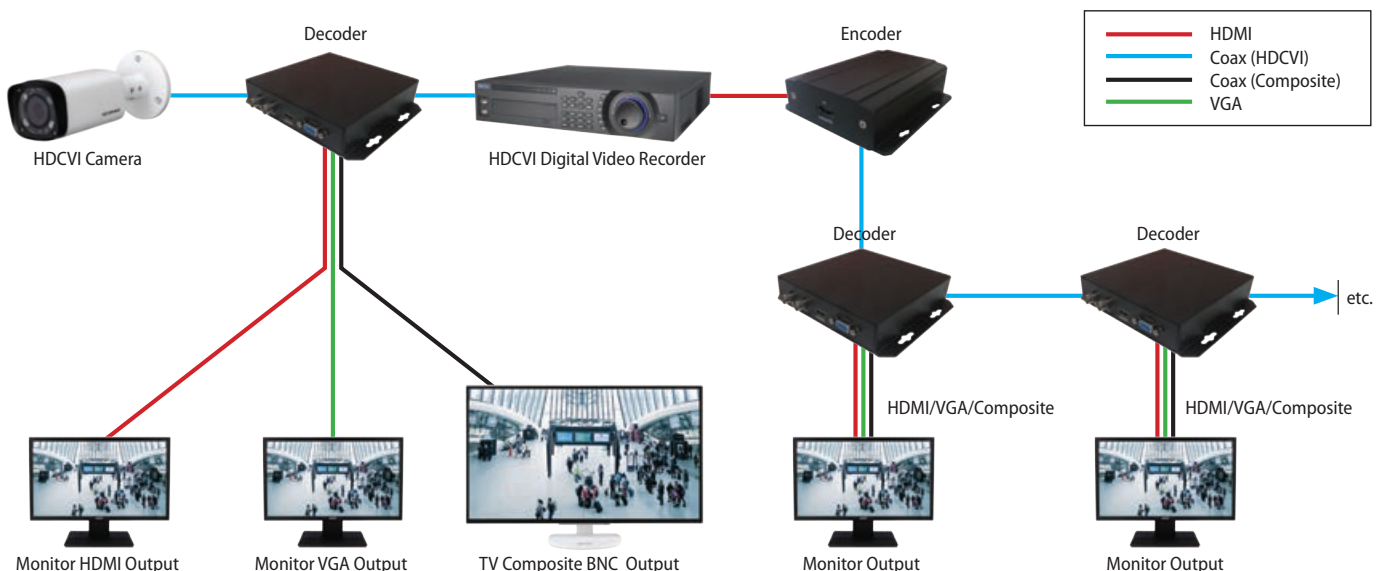 Decoder
Encoder
HDMI
Coax (HDCVI)
Coax (Composite)
VGA
HDCVI Camera
HDCVI Digital Video Recorder
Decoder
Decoder
etc.
HDMI/VGA/Composite
HDMI/VGA/Composite
Monitor HDMI Output
Monitor VGA Output
TV Composite BNC Output
Monitor Output
Monitor Output